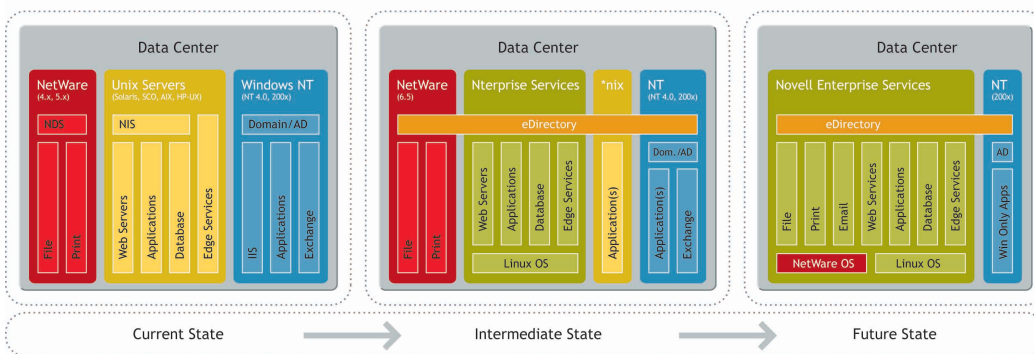 Data Center
NetWare
(4.x, 5.x)
NDS
File
Print
Unix Servers
(Solaris, SCO, AIX, HP-UX)
NIS
Web Servers
Applications
Database
Edge Services
Windows NT
(NT 4.0, 200x)
Domain/AD
IIS
Applications
Exchange
Data Center
NetWare
(6.5)
Nterprise Services
*nix
NT
(NT 4.0, 200x)
eDirectory
File
Print
Web Servers
Applications
Database
Edge Services
Linux OS
Application(s)
Dom./AD
Application(s)
Exchange
Data Center
Novell Enterprise Services
NT
(200x)
eDirectory
File
Print
Email
Web Services
Applications
Database
Edge Services
NetWare OS
Linux OS
AD
Win Only Apps
Current State
Intermediate State
Future State